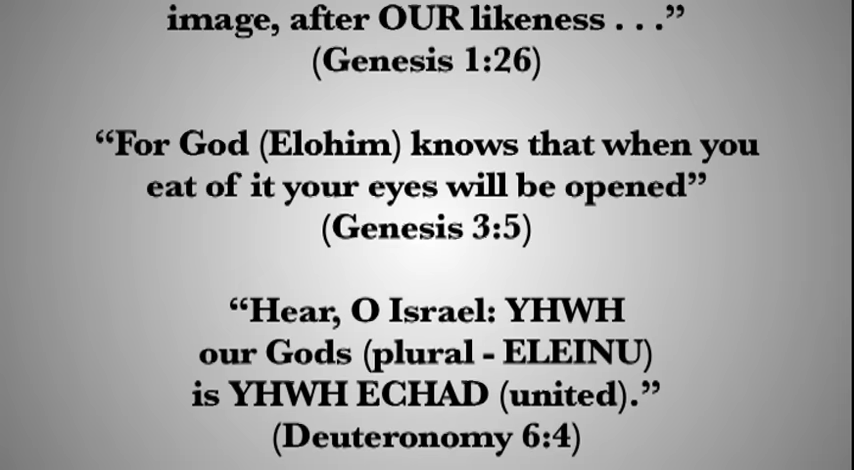 image, after OUR likeness . . .”
(Genesis 1:26)
“For God (Elohim) knows that when you
eat of it your eyes will be opened”
(Genesis 3:5)
“Hear, O Israel: YHWH
our Gods (plural - ELEINU)
is YHWH ECHAD (united).”
(Deuteronomy 6:4)